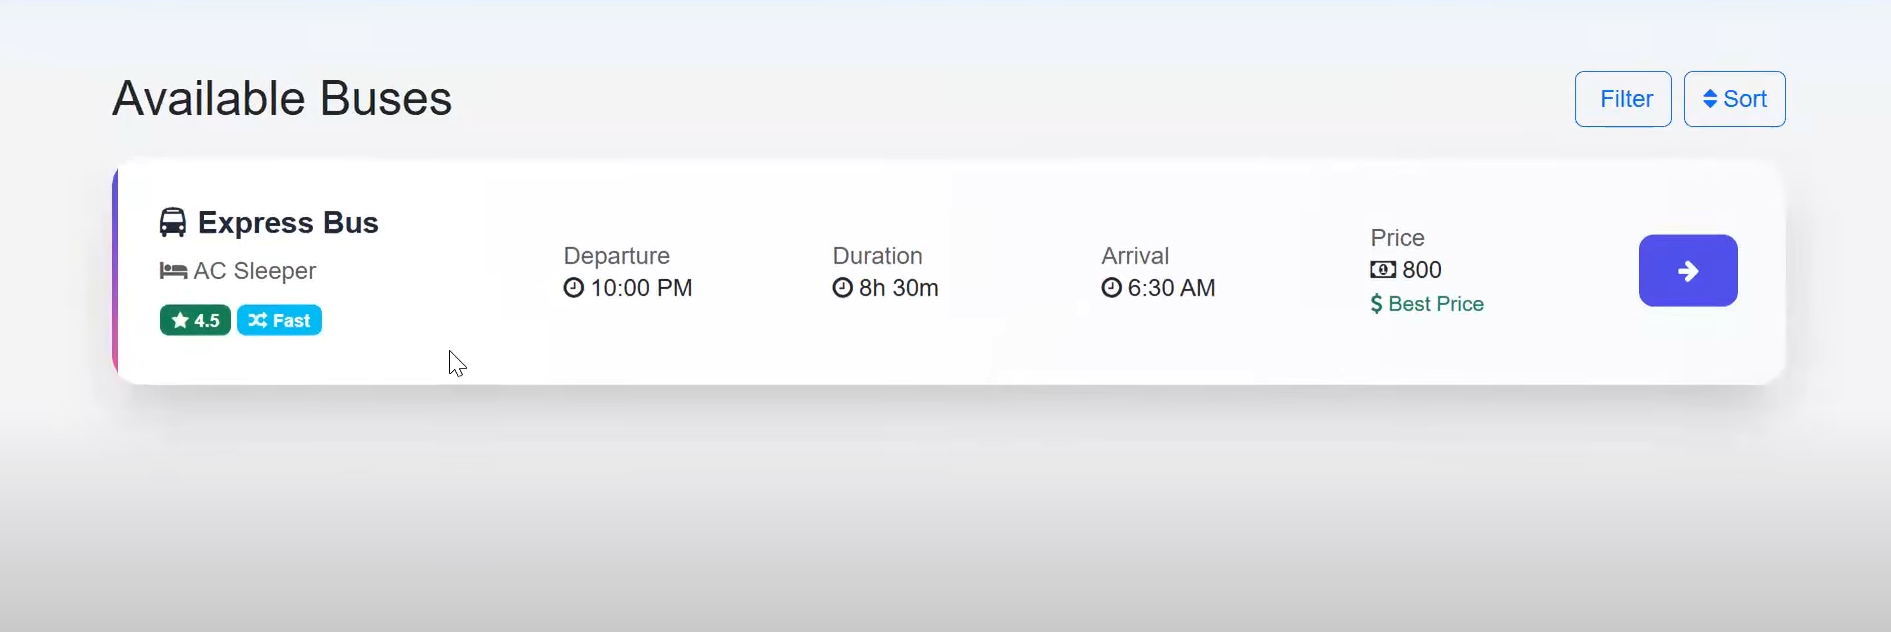 Available Buses
Filter
Sort
Express Bus
AC Sleeper
4.5
Fast
Departure
10:00 PM
Duration
8h 30m
Arrival
6:30 AM
Price
800
$ Best Price